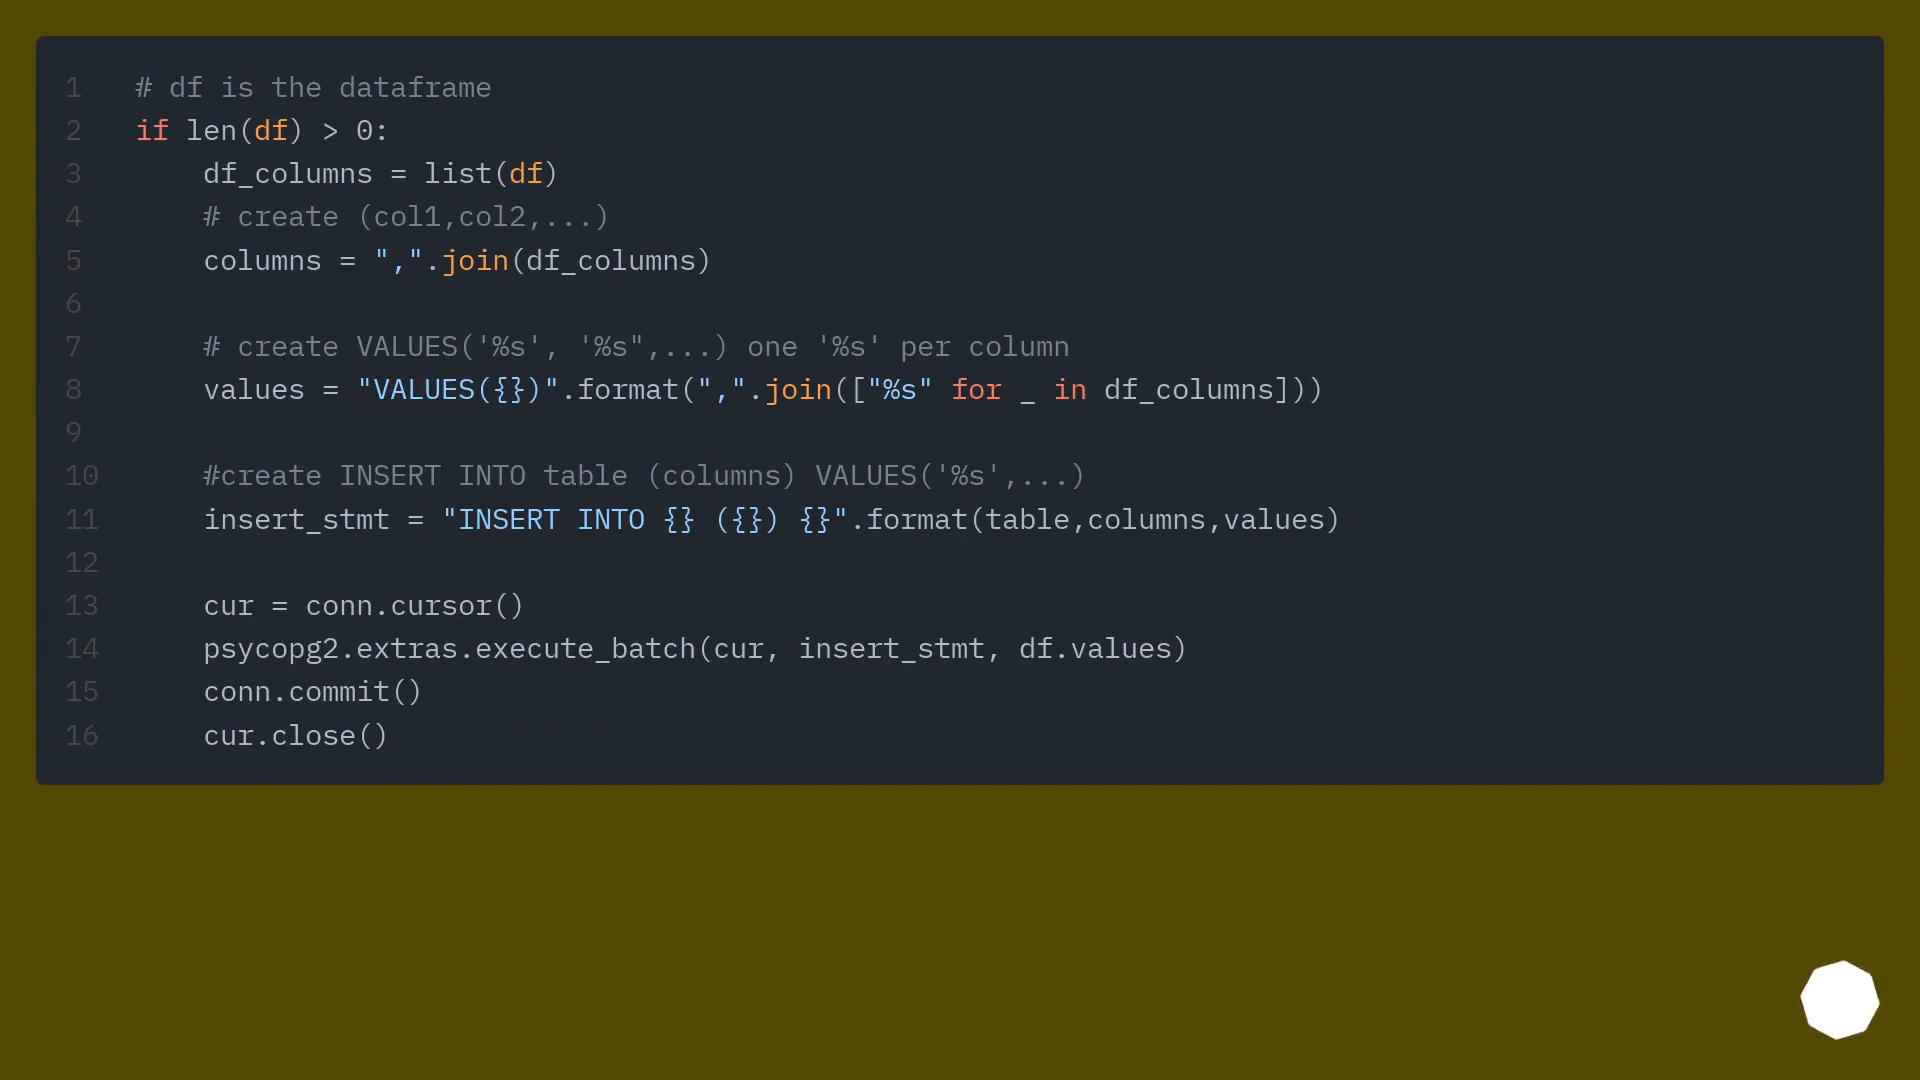 1 # df is the dataframe
2 if len(df) > 0:
3     df_columns = list(df)
4     # create (col1,col2,...)
5     columns = ",".join(df_columns)
6
7     # create VALUES('%s', '%s",...) one '%s' per column
8     values = "VALUES({})".format(",".join(["%s" for _ in df_columns]))
9
10     #create INSERT INTO table (columns) VALUES('%s',...)
11     insert_stmt = "INSERT INTO {} ({}) {}".format(table,columns,values)
12
13     cur = conn.cursor()
14     psycopg2.extras.execute_batch(cur, insert_stmt, df.values)
15     conn.commit()
16     cur.close()